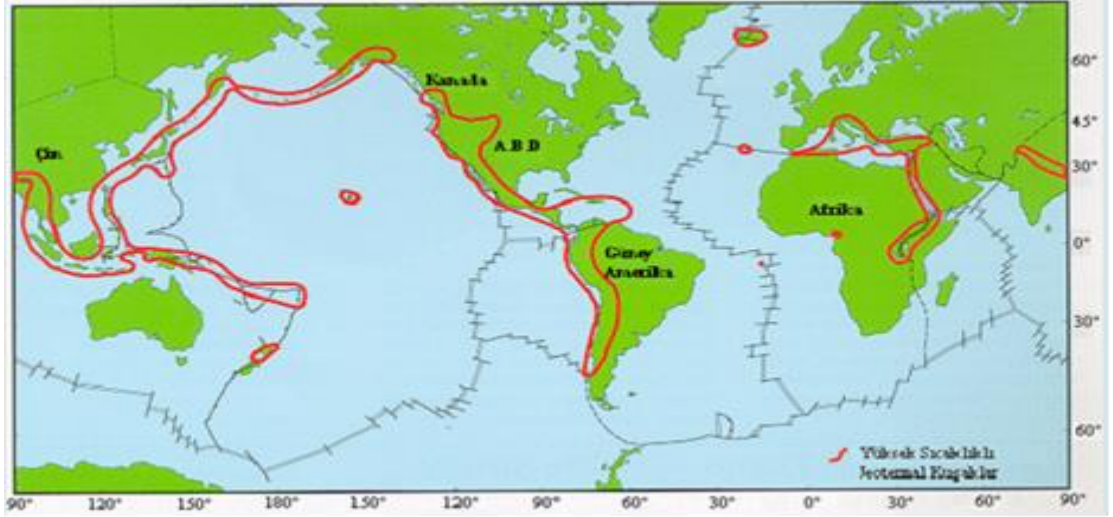 60°
Kanada
45°
A.B.D
Çin
30°
Afrika
0°
Güney
Amerika
30°
60°
Yüksek Sıcaklıklı
Jeotermal Kuşaklar
90° 120° 150° 180° 150° 120° 90° 60° 30° 0° 30° 60° 90°